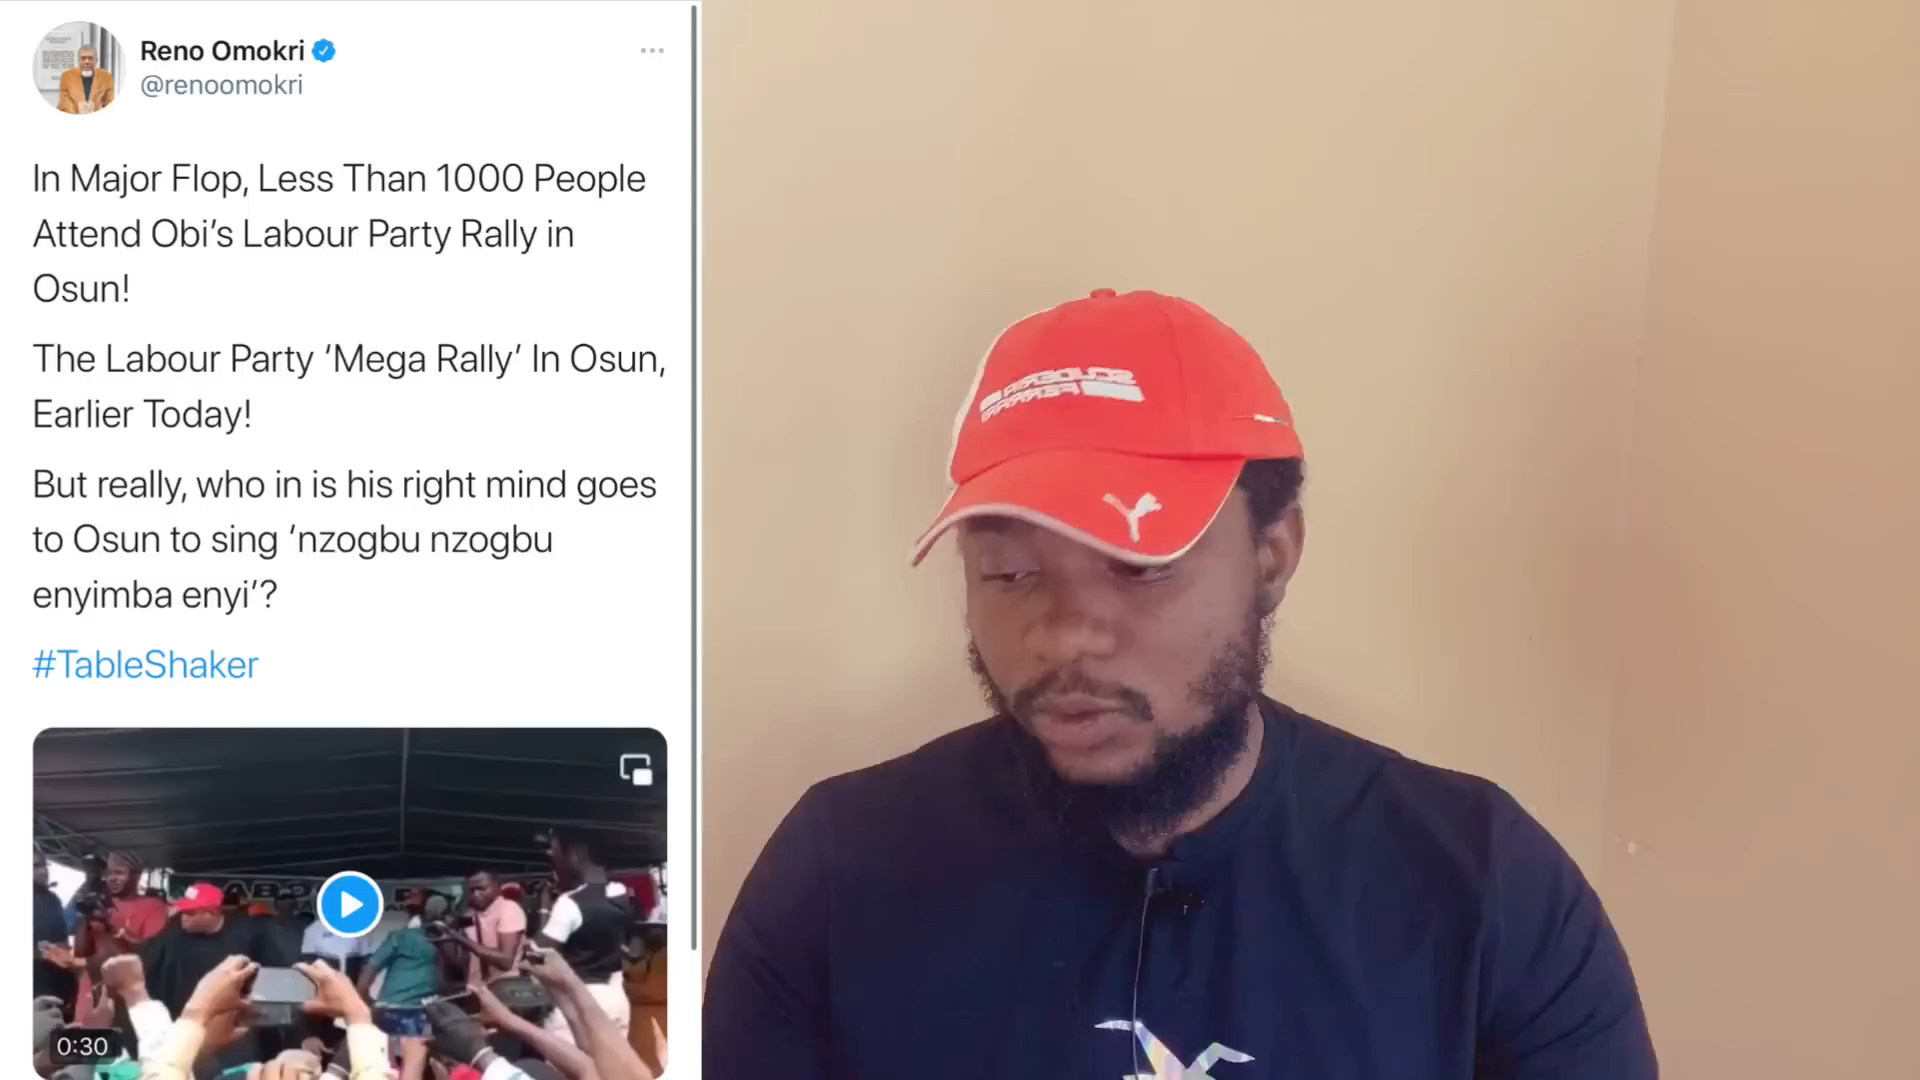 Reno Omokri
@renoomokri
In Major Flop, Less Than 1000 People
Attend Obi’s Labour Party Rally in
Osun!
The Labour Party ‘Mega Rally’ In Osun,
Earlier Today!
But really, who in is his right mind goes
to Osun to sing ‘nzogbu nzogbu
enyimba enyi’?
#TableShaker
0:30